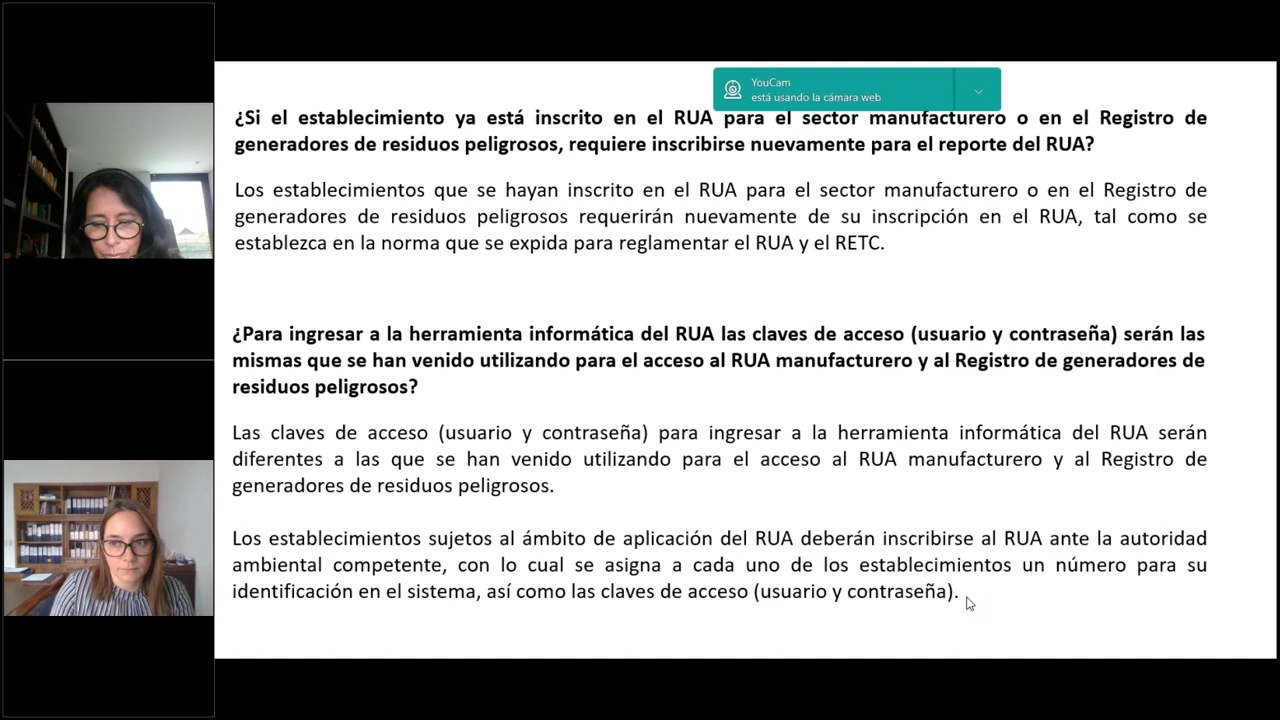 YouCam
está usando la cámara web
¿Si el establecimiento ya está inscrito en el RUA para el sector manufacturero o en el Registro de
generadores de residuos peligrosos, requiere inscribirse nuevamente para el reporte del RUA?
Los establecimientos que se hayan inscrito en el RUA para el sector manufacturero o en el Registro de
generadores de residuos peligrosos requerirán nuevamente de su inscripción en el RUA, tal como se
establezca en la norma que se expida para reglamentar el RUA y el RETC.
¿Para ingresar a la herramienta informática del RUA las claves de acceso (usuario y contraseña) serán las
mismas que se han venido utilizando para el acceso al RUA manufacturero y al Registro de generadores de
residuos peligrosos?
Las claves de acceso (usuario y contraseña) para ingresar a la herramienta informática del RUA serán
diferentes a las que se han venido utilizando para el acceso al RUA manufacturero y al Registro de
generadores de residuos peligrosos.
Los establecimientos sujetos al ámbito de aplicación del RUA deberán inscribirse al RUA ante la autoridad
ambiental competente, con lo cual se asigna a cada uno de los establecimientos un número para su
identificación en el sistema, así como las claves de acceso (usuario y contraseña).